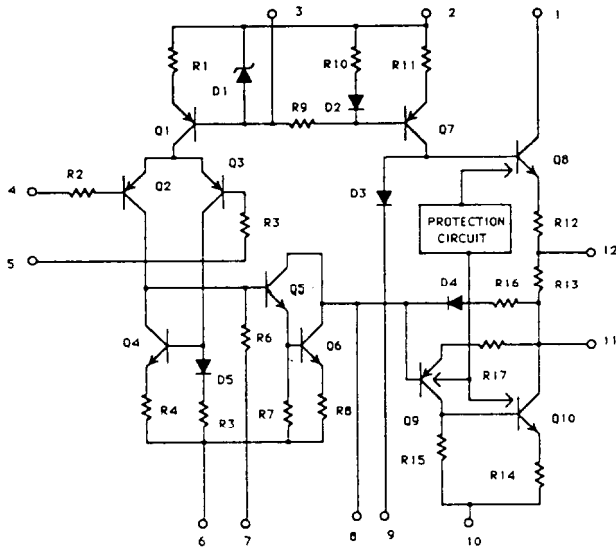 3
2
1
R1
D1
R10
R11
D2
R9
Q1
Q7
Q8
Q3
R2
Q2
4
D3
R3
PROTECTION
CIRCUIT
R12
5
12
D4
R16
R13
Q5
Q4
R6
Q6
11
D5
R17
Q9
Q10
R4
R3
R7
R8
R15
R14
6
7
8
9
10